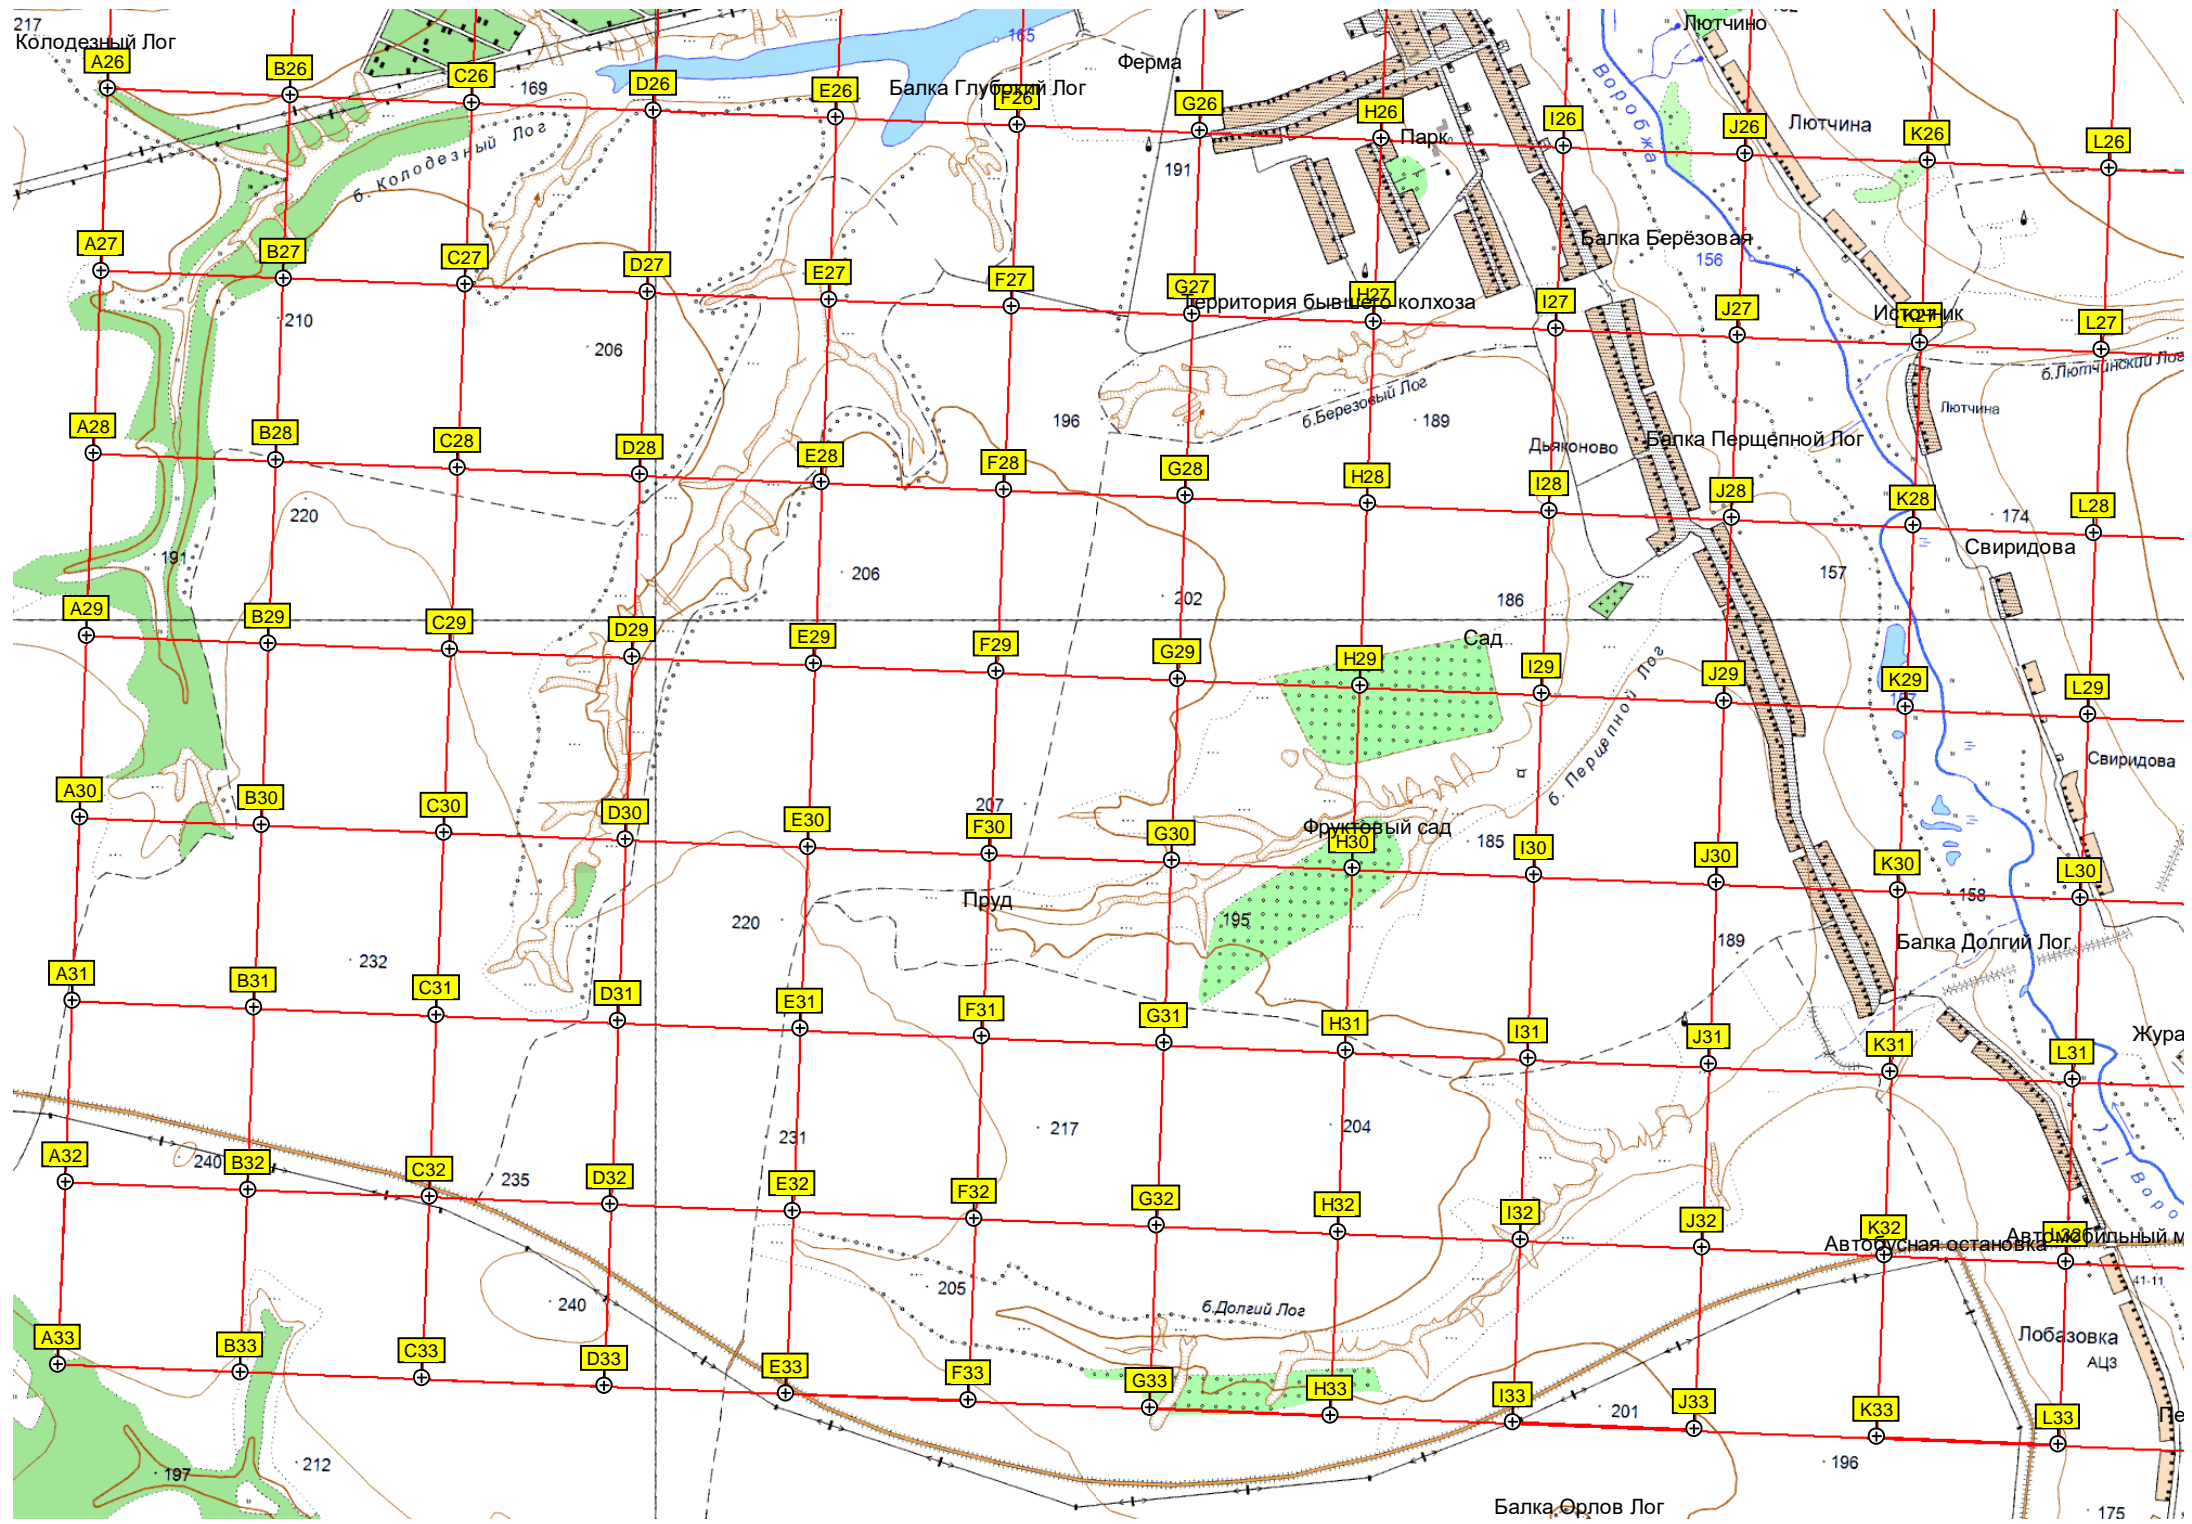 217
Колодезный Лог
165
Лютчино
Ферма
Балка Глубокий Лог
169
A26
B26
C26
D26
E26
F26
G26
H26
I26
J26
K26
L26
Воробжа
Лютчина
Парк
191
б. Колодезный Лог
Балка Берёзовая
156
A27
B27
C27
D27
E27
F27
G27
H27
I27
J27
K27
L27
Территория бывшего колхоза
Источник
210
206
б.Лютчинский Лог
б.Березовый Лог
196
189
Лютчина
Дьяконово
Балка Перщепной Лог
A28
B28
C28
D28
E28
F28
G28
H28
I28
J28
K28
L28
220
191
174
Свиридова
206
157
202
186
A29
B29
C29
D29
E29
F29
G29
H29
I29
J29
K29
L29
Сад
б. Перщепной Лог
Свиридова
207
A30
B30
C30
D30
E30
F30
G30
H30
I30
J30
K30
L30
Фруктовый сад
185
158
Пруд
220
195
189
Балка Долгий Лог
232
A31
B31
C31
D31
E31
F31
G31
H31
I31
J31
K31
L31
Жура
231
217
204
240
235
A32
B32
C32
D32
E32
F32
G32
H32
I32
J32
K32
L32
Воро
Автобусная остановка
Автомобильный м
205
240
б.Долгий Лог
41-11
Лобазовка
АЦЗ
A33
B33
C33
D33
E33
F33
G33
H33
I33
J33
K33
L33
201
Пе
197
212
196
Балка Орлов Лог
175